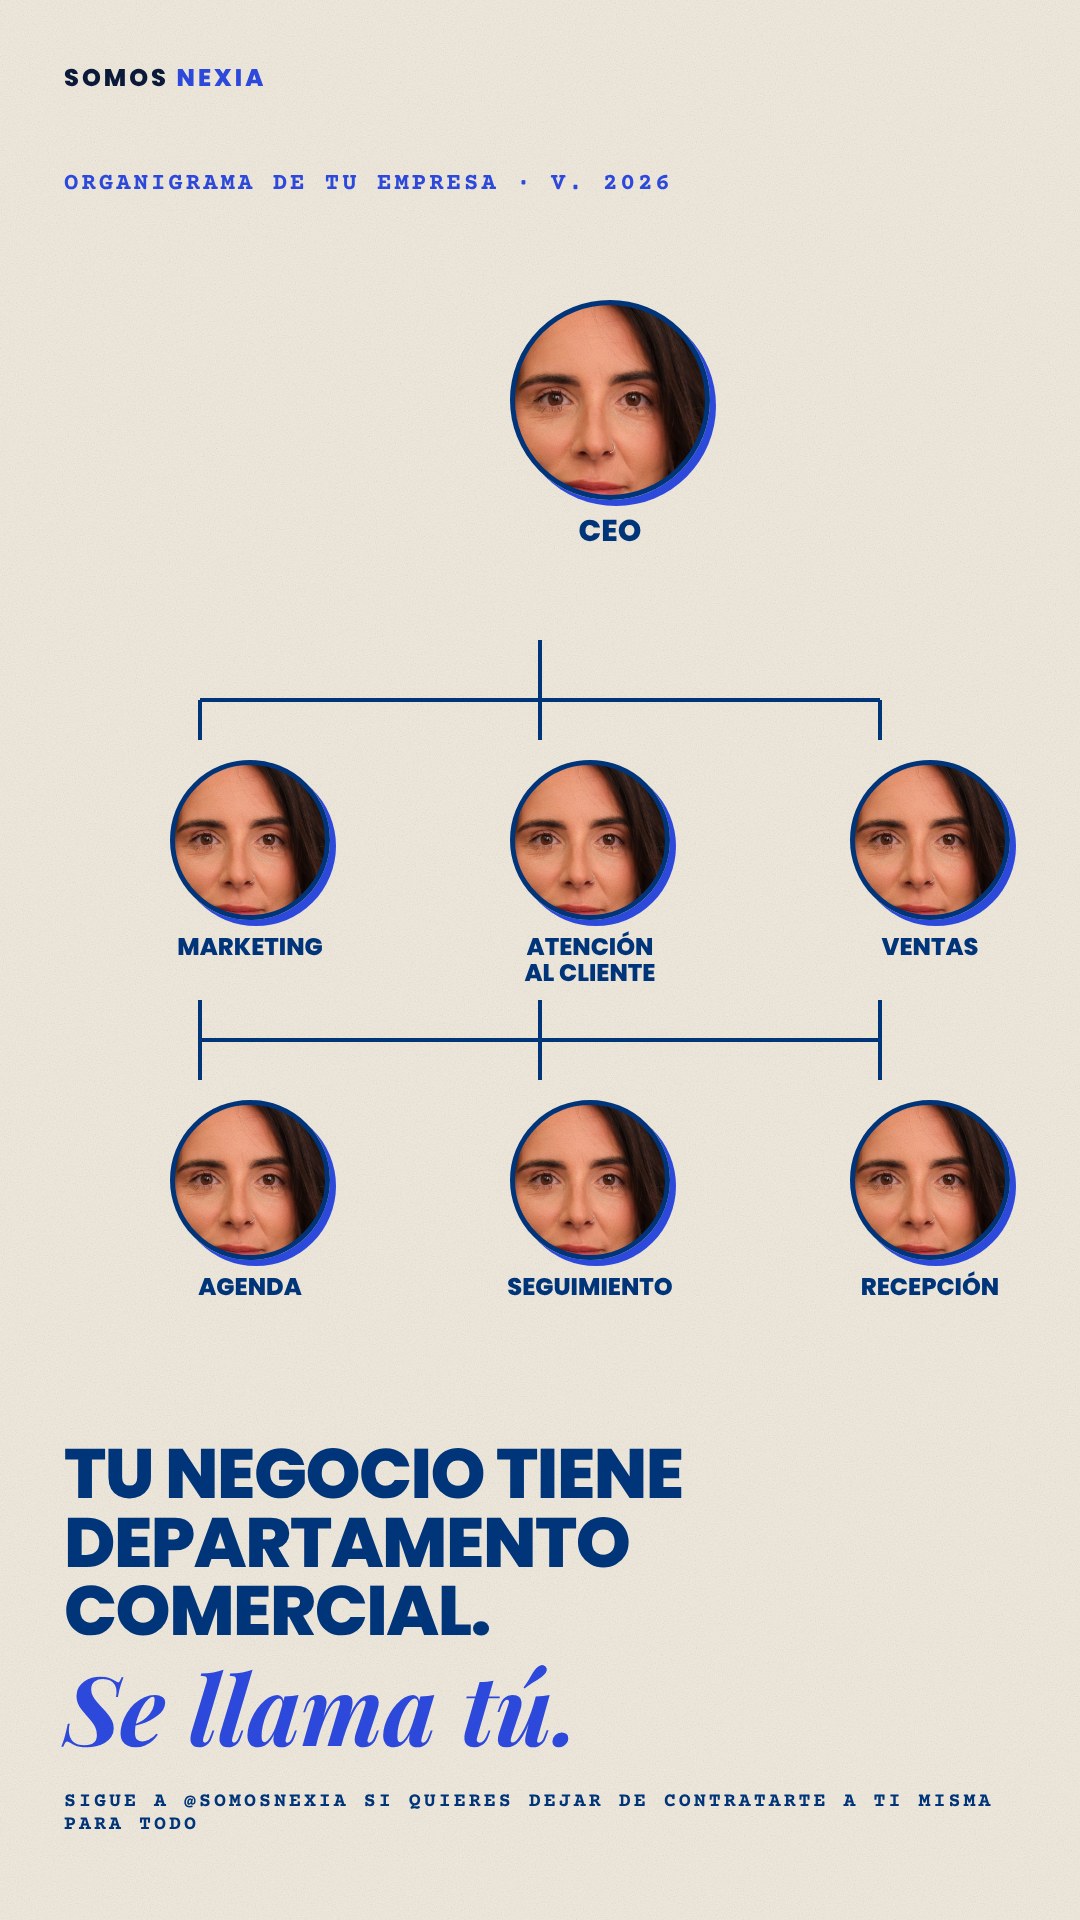 SOMOS NEXIA
ORGANIGRAMA DE TU EMPRESA · V. 2026
CEO
MARKETING
ATENCIÓN
AL CLIENTE
VENTAS
AGENDA
SEGUIMIENTO
RECEPCIÓN
TU NEGOCIO TIENE
DEPARTAMENTO
COMERCIAL.
Se llama tú.
SIGUE A @SOMOSNEXIA SI QUIERES DEJAR DE CONTRATARTE A TI MISMA
PARA TODO